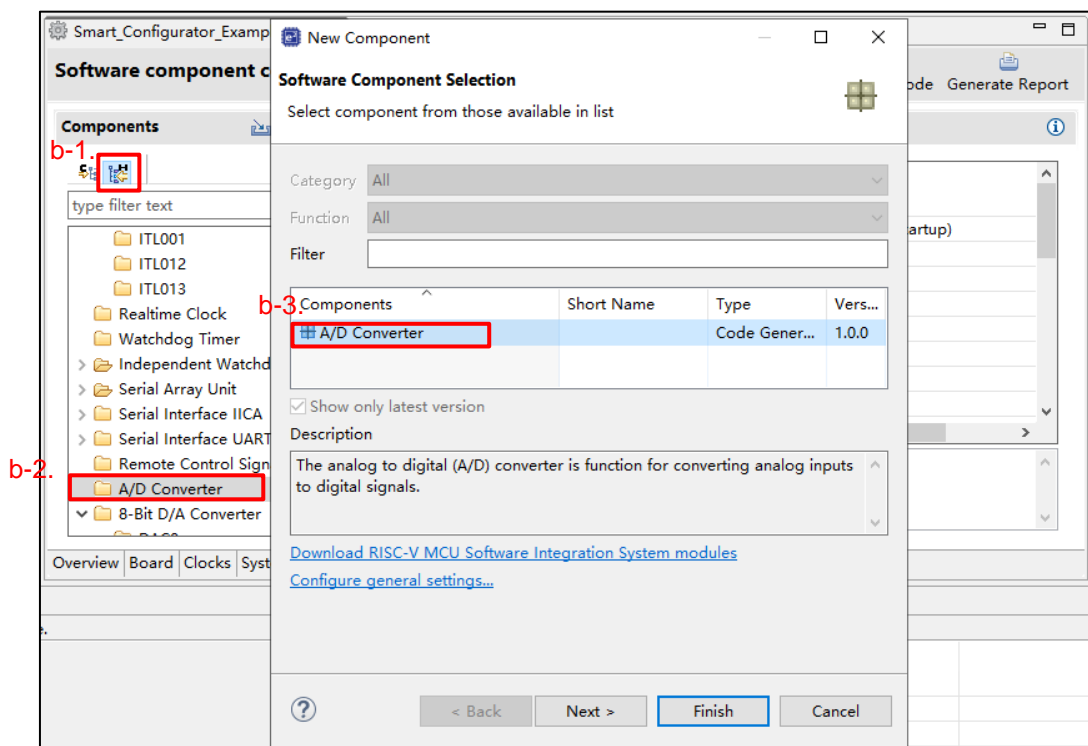 Smart_Configurator_Examp
Software component c
ode Generate Report
Components
b-1.
type filter text
ITL001
ITL012
ITL013
Realtime Clock
Watchdog Timer
Independent Watchd
Serial Array Unit
Serial Interface IICA
Serial Interface UART
Remote Control Sign
b-2.
A/D Converter
8-Bit D/A Converter
Overview Board Clocks Syst
New Component
Software Component Selection
Select component from those available in list
Category All
Function All
Filter
b-3.
Components Short Name Type Vers...
A/D Converter Code Gener... 1.0.0
Show only latest version
Description
The analog to digital (A/D) converter is function for converting analog inputs
to digital signals.
Download RISC-V MCU Software Integration System modules
Configure general settings...
< Back Next > Finish Cancel
artup)